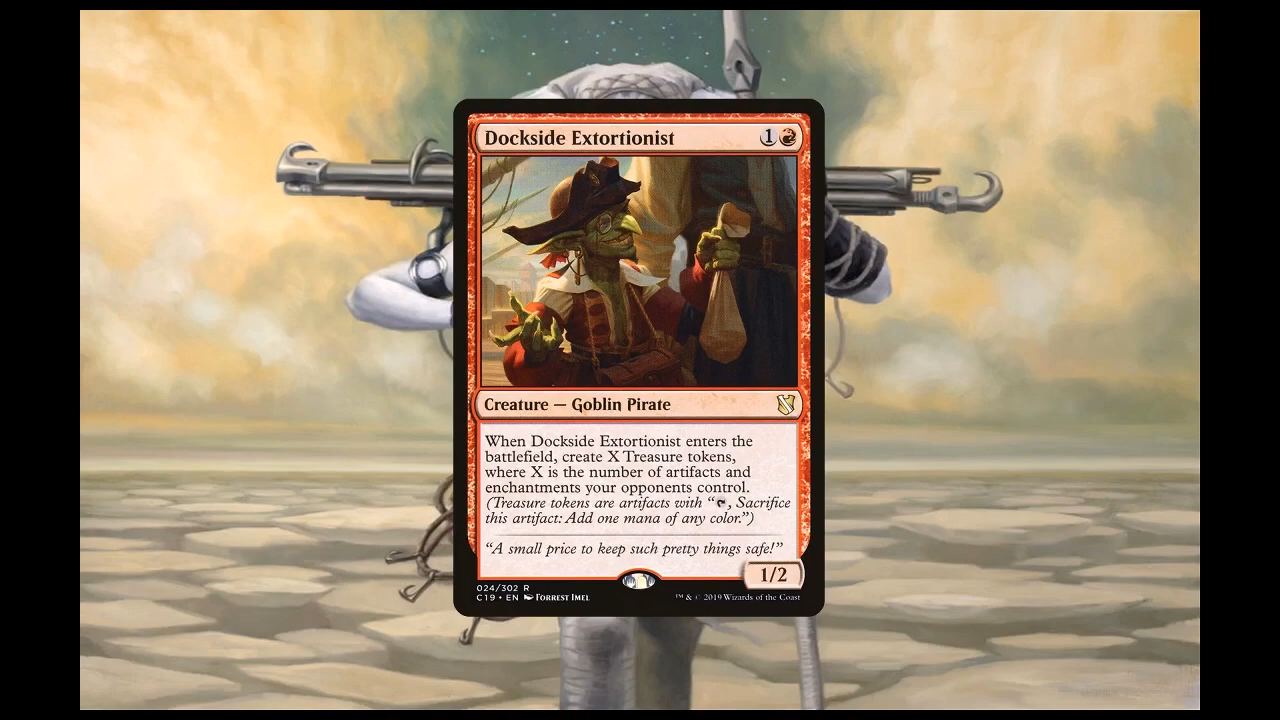 Dockside Extortionist 1
Creature — Goblin Pirate
When Dockside Extortionist enters the
battlefield, create X Treasure tokens,
where X is the number of artifacts and
enchantments your opponents control.
(Treasure tokens are artifacts with “, Sacrifice
this artifact: Add one mana of any color.”)
“A small price to keep such pretty things safe!”
1/2
024/302 R
C19 • EN Forrest Imel
™ & © 2019 Wizards of the Coast